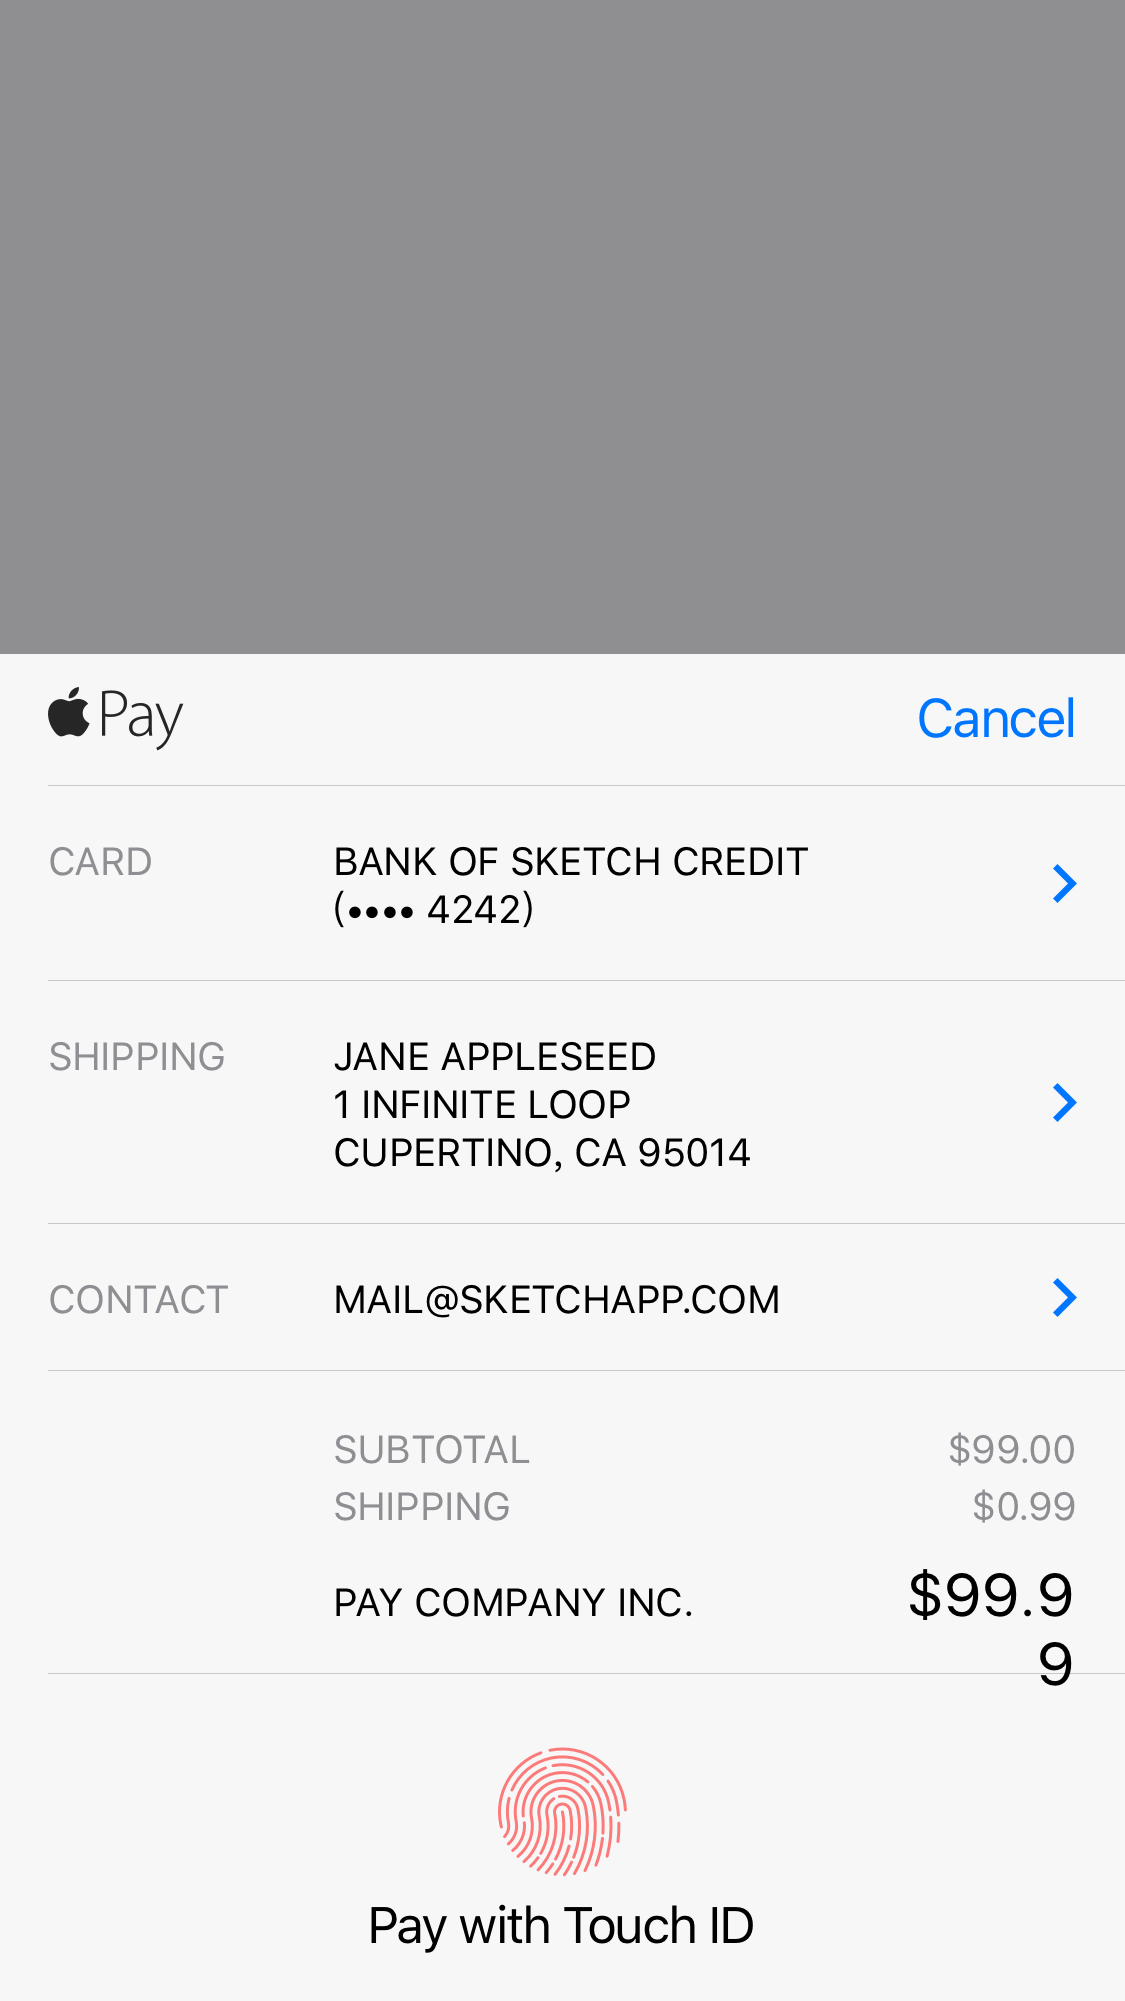 Pay
Cancel
CARD
BANK OF SKETCH CREDIT
(•••• 4242)
SHIPPING
JANE APPLESEED
1 INFINITE LOOP
CUPERTINO, CA 95014
CONTACT
MAIL@SKETCHAPP.COM
SUBTOTAL $99.00
SHIPPING $0.99
PAY COMPANY INC. $99.9
9
Pay with Touch ID